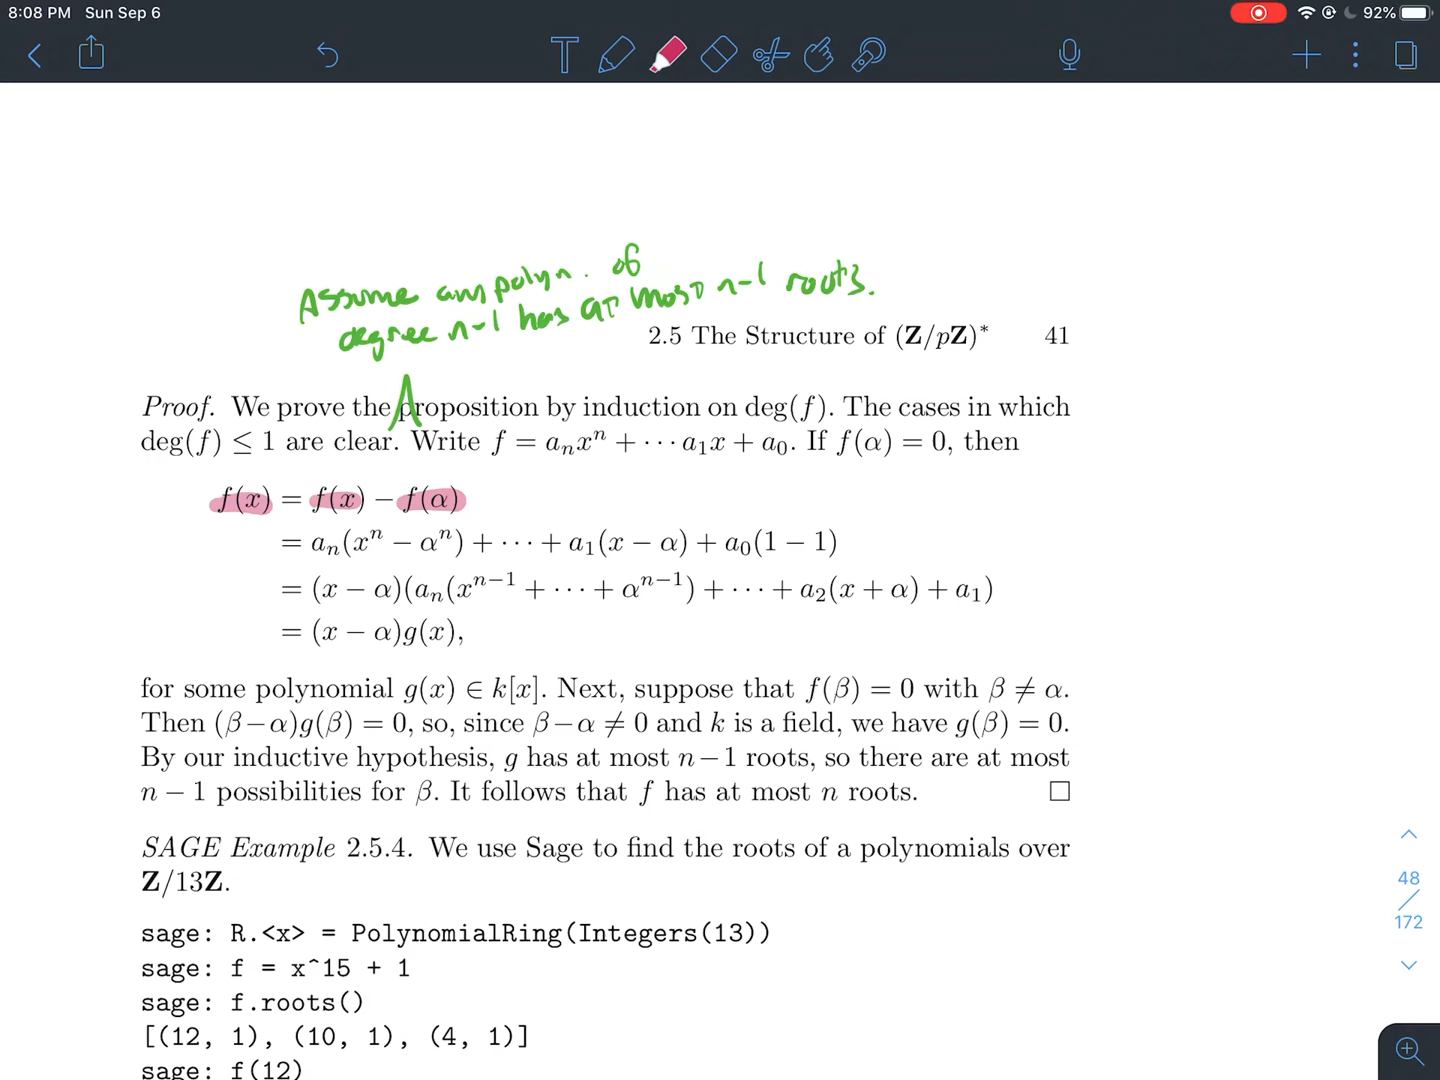 8:08 PM Sun Sep 6
92%
T
Assume any polyn. of
degree n-1 has at most n-1 roots.
2.5 The Structure of (Z/pZ)* 41
Proof. We prove the proposition by induction on deg(f). The cases in which
deg(f) ≤ 1 are clear. Write f = aₙxⁿ + ⋯ a₁x + a₀. If f(α) = 0, then
f(x) = f(x) − f(α)
= aₙ(xⁿ − αⁿ) + ⋯ + a₁(x − α) + a₀(1 − 1)
= (x − α)(aₙ(xⁿ⁻¹ + ⋯ + αⁿ⁻¹) + ⋯ + a₂(x + α) + a₁)
= (x − α)g(x),
for some polynomial g(x) ∈ k[x]. Next, suppose that f(β) = 0 with β ≠ α.
Then (β−α)g(β) = 0, so, since β−α ≠ 0 and k is a field, we have g(β) = 0.
By our inductive hypothesis, g has at most n−1 roots, so there are at most
n − 1 possibilities for β. It follows that f has at most n roots. □
SAGE Example 2.5.4. We use Sage to find the roots of a polynomials over
Z/13Z.
sage: R.<x> = PolynomialRing(Integers(13))
sage: f = x^15 + 1
sage: f.roots()
[(12, 1), (10, 1), (4, 1)]
sage: f(12)
48
/
172